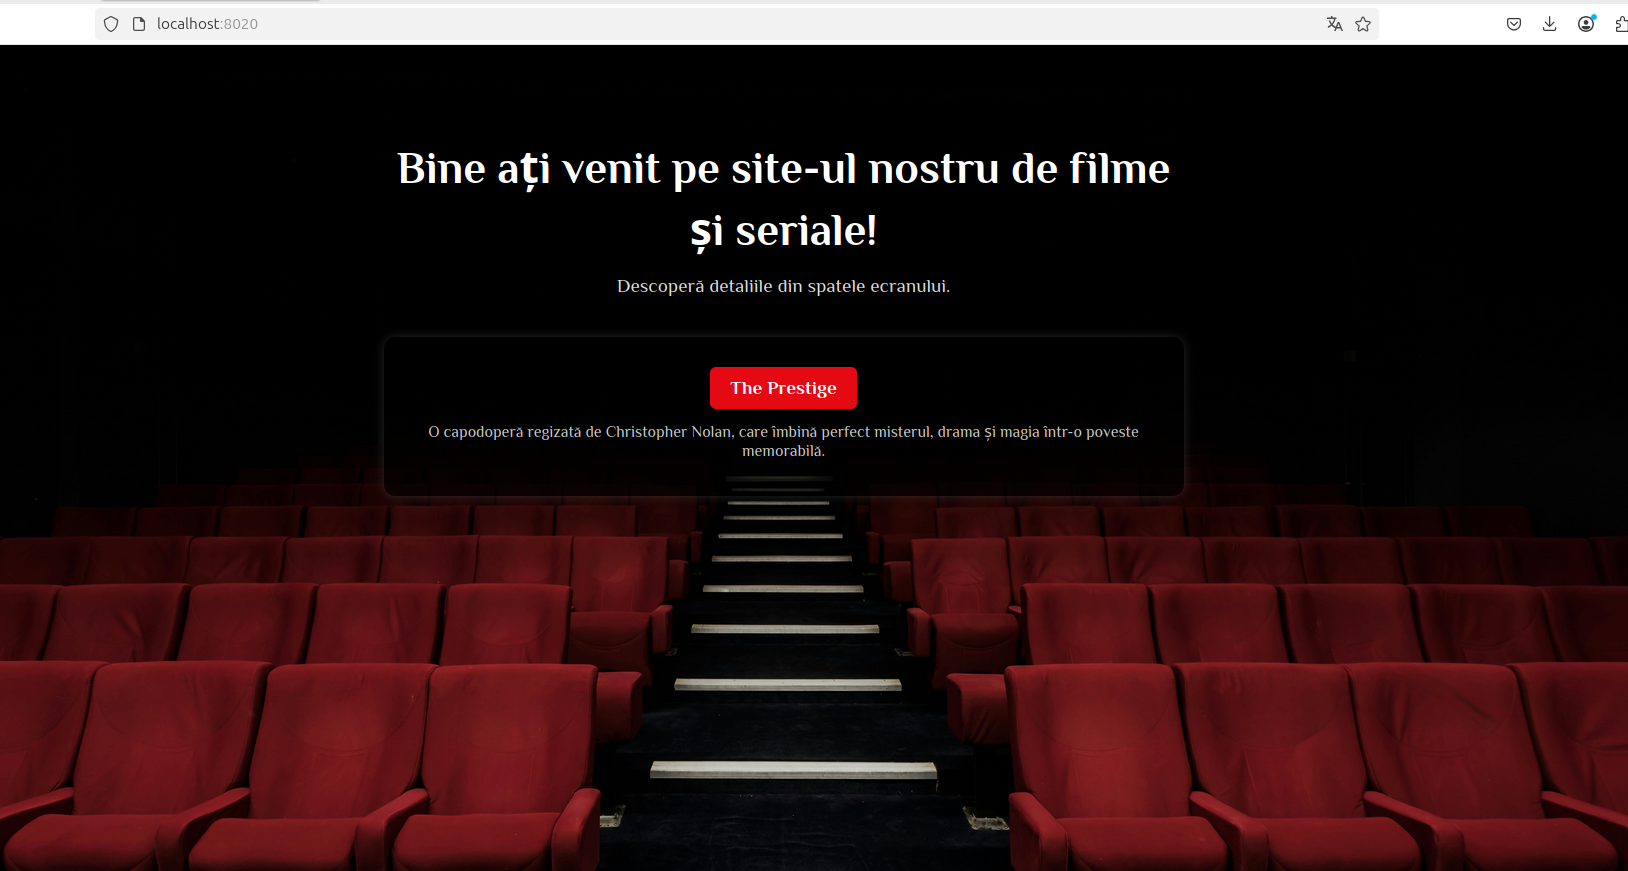 localhost:8020
Bine ați venit pe site-ul nostru de filme
și seriale!
Descoperă detaliile din spatele ecranului.
The Prestige
O capodoperă regizată de Christopher Nolan, care îmbină perfect misterul, drama și magia într-o poveste
memorabilă.